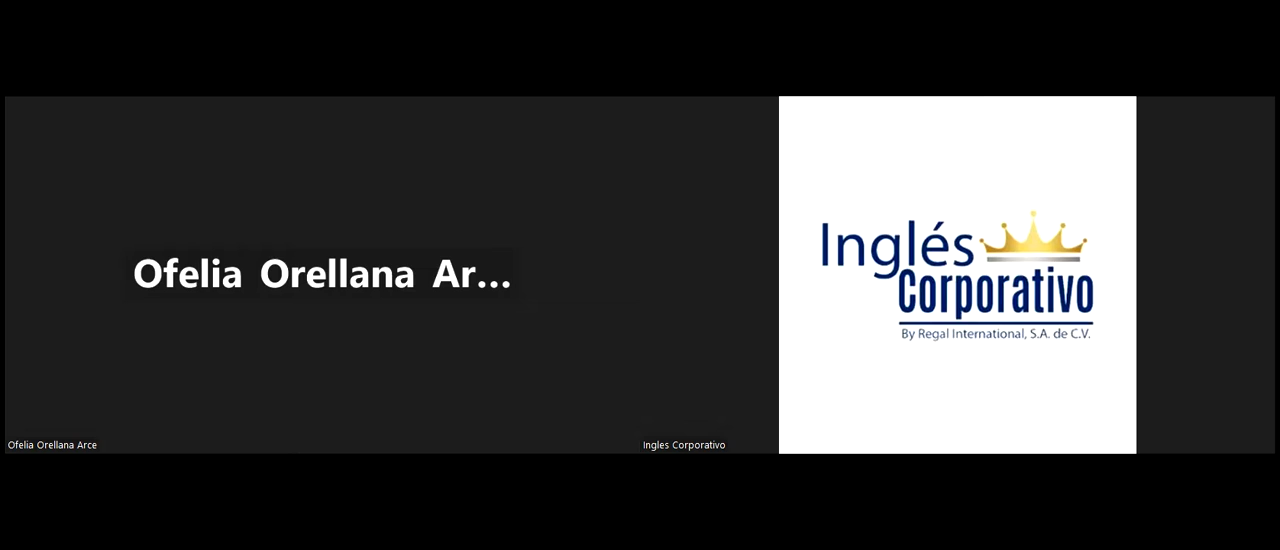 Ofelia Orellana Ar...
Ofelia Orellana Arce
Inglés
Corporativo
By Regal International, S.A. de C.V.
Ingles Corporativo